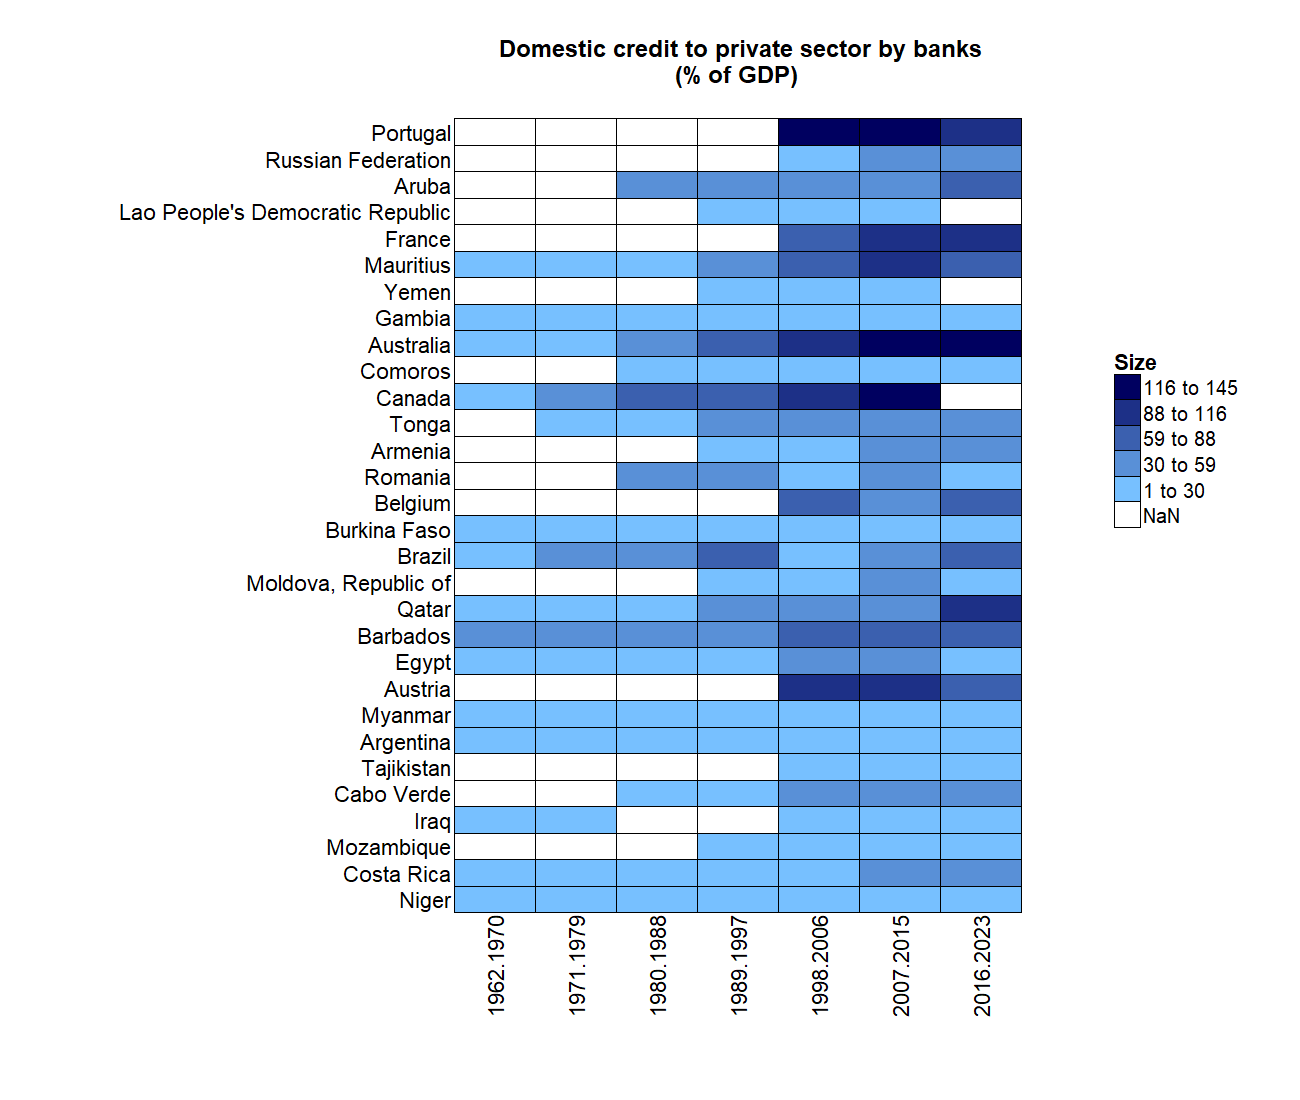 Domestic credit to private sector by banks
(% of GDP)
Portugal
Russian Federation
Aruba
Lao People's Democratic Republic
France
Mauritius
Yemen
Gambia
Australia
Comoros
Canada
Tonga
Armenia
Romania
Belgium
Burkina Faso
Brazil
Moldova, Republic of
Qatar
Barbados
Egypt
Austria
Myanmar
Argentina
Tajikistan
Cabo Verde
Iraq
Mozambique
Costa Rica
Niger
1962.1970
1971.1979
1980.1988
1989.1997
1998.2006
2007.2015
2016.2023
Size
116 to 145
88 to 116
59 to 88
30 to 59
1 to 30
NaN